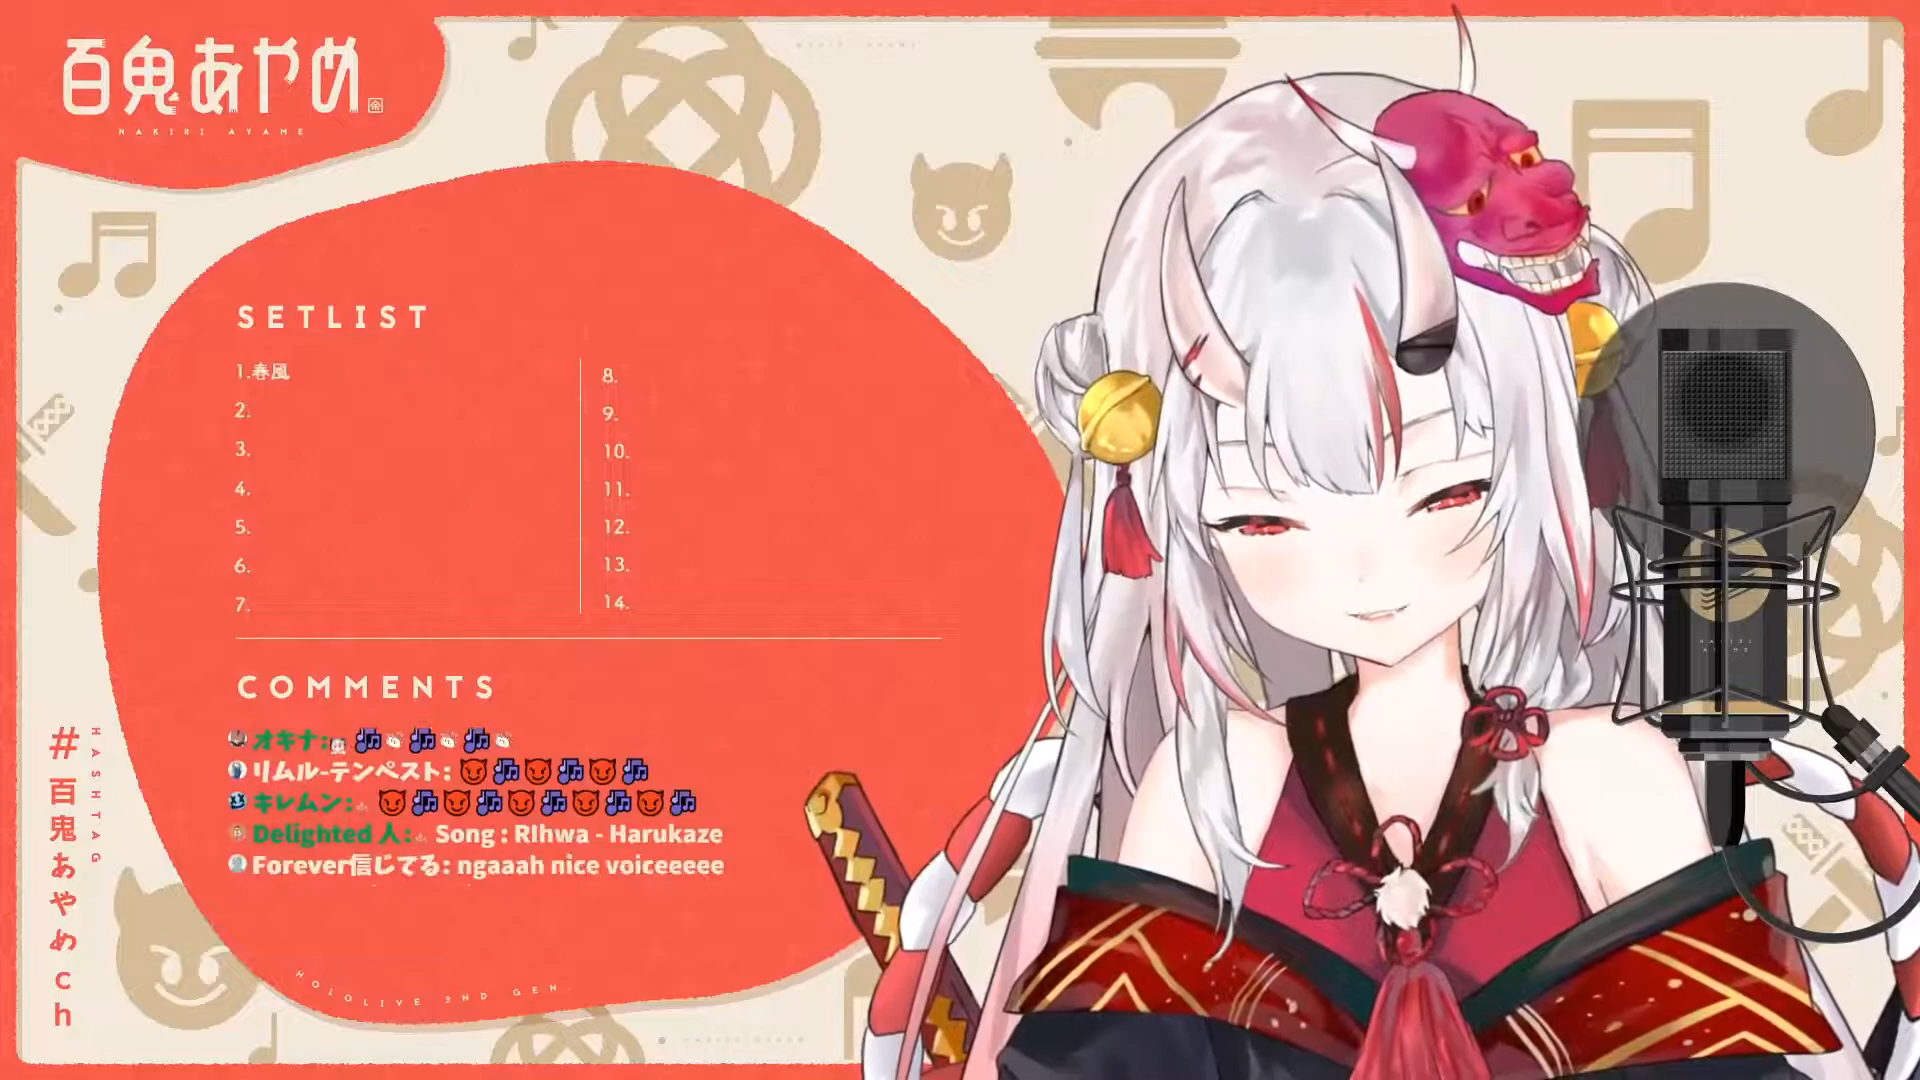 百鬼あやめ
NAKIRI AYAME
SETLIST
1.春風
2.
3.
4.
5.
6.
7.
8.
9.
10.
11.
12.
13.
14.
COMMENTS
オキナ:
リムル-テンペスト:
キレムン:
Delighted 人: Song : RIhwa - Harukaze
Forever信じてる: ngaaah nice voiceeeee
HOLOLIVE 2ND GEN.
#百鬼あやめch
HASHTAG
NAKIRI